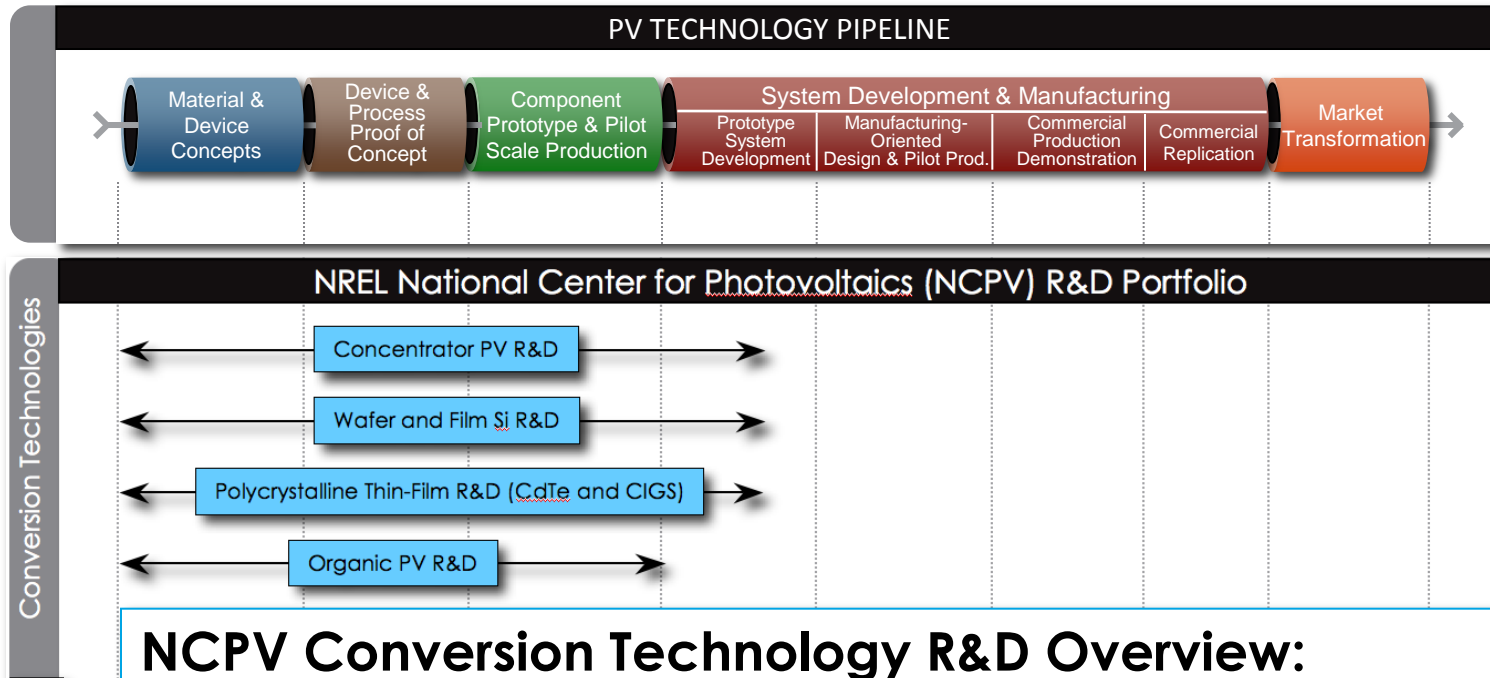 PV TECHNOLOGY PIPELINE
Material &
Device
Concepts
Device &
Process
Proof of
Concept
Component
Prototype & Pilot
Scale Production
System Development & Manufacturing
Prototype
System
Development
Manufacturing-
Oriented
Design & Pilot Prod.
Commercial
Production
Demonstration
Commercial
Replication
Market
Transformation
Conversion Technologies
NREL National Center for Photovoltaics (NCPV) R&D Portfolio
Concentrator PV R&D
Wafer and Film Si R&D
Polycrystalline Thin-Film R&D (CdTe and CIGS)
Organic PV R&D
NCPV Conversion Technology R&D Overview: